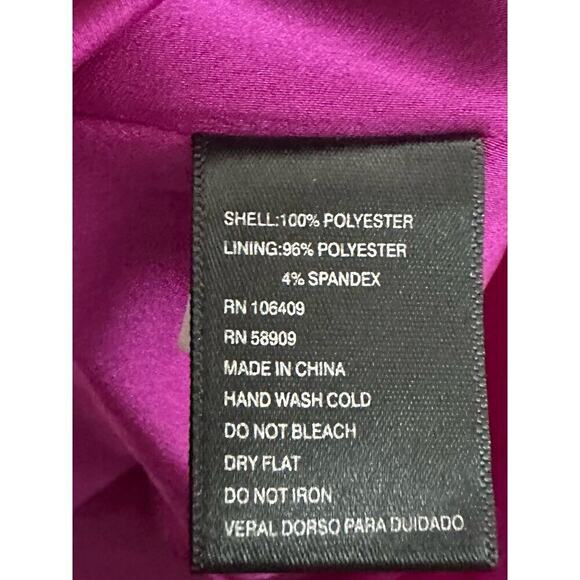 SHELL:100% POLYESTER
LINING:96% POLYESTER
4% SPANDEX
RN 106409
RN 58909
MADE IN CHINA
HAND WASH COLD
DO NOT BLEACH
DRY FLAT
DO NOT IRON
VERAL DORSO PARA DUIDADO